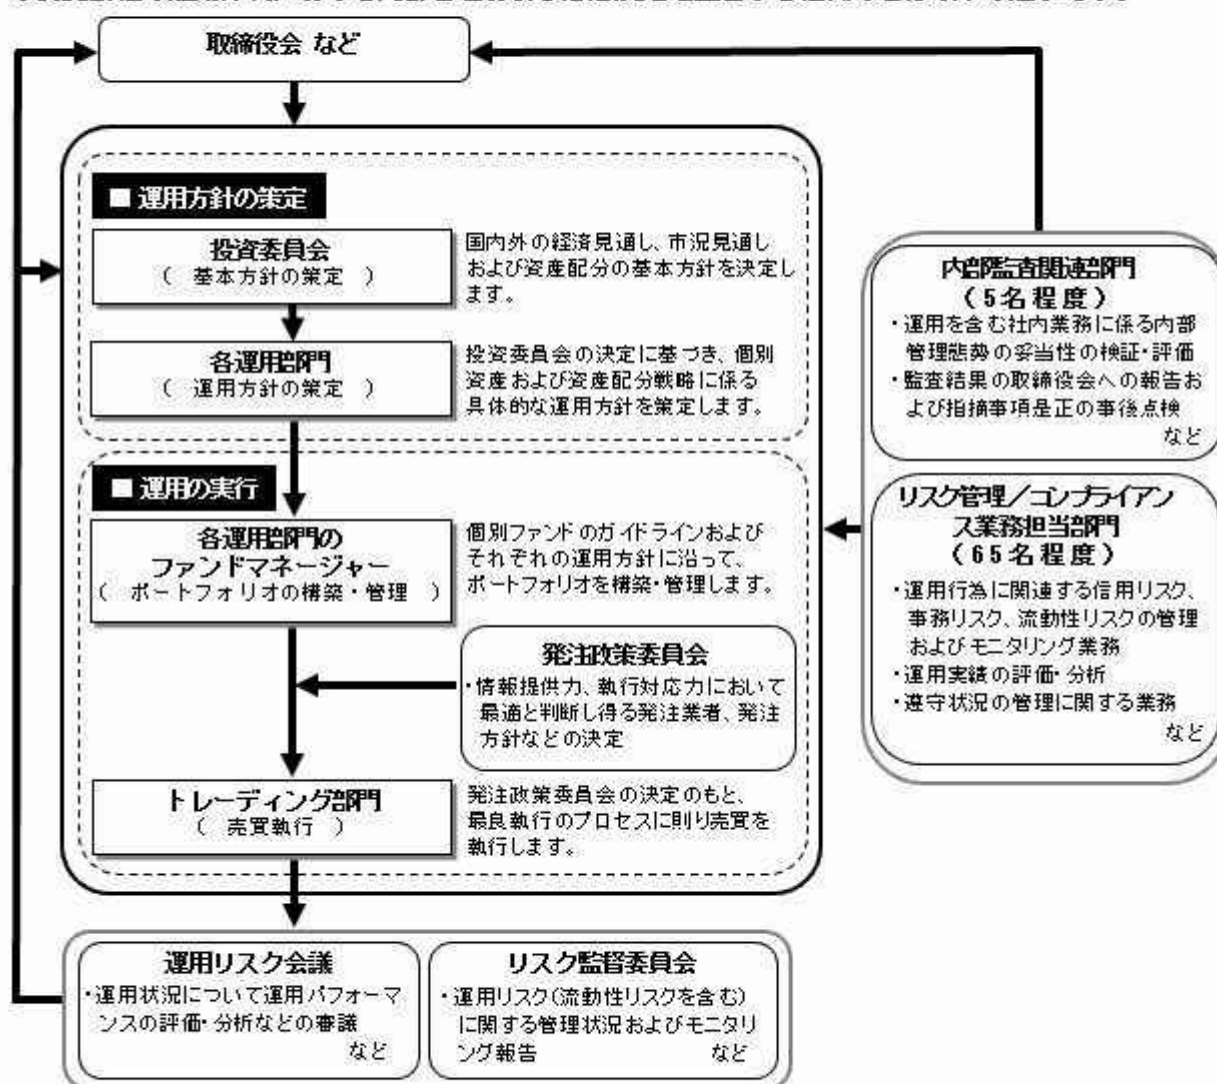 取締役会 など
■ 運用方針の策定
投資委員会
（ 基本方針の策定 ）
国内外の経済見通し、市況見通し
および資産配分の基本方針を決定し
ます。
各運用部門
（ 運用方針の策定 ）
投資委員会の決定に基づき、個別
資産および資産配分戦略に係る
具体的な運用方針を策定します。
■ 運用の実行
各運用部門の
ファンドマネージャー
（ ポートフォリオの構築・管理 ）
個別ファンドのガイドラインおよび
それぞれの運用方針に沿って、
ポートフォリオを構築・管理します。
発注政策委員会
・情報提供力、執行対応力において
最適と判断し得る発注業者、発注
方針などの決定
トレーディング部門
（ 売買執行 ）
発注政策委員会の決定のもと、
最良執行のプロセスに則り売買を
執行します。
内部監査関連部門
（5名程度）
・運用を含む社内業務に係る内部
管理態勢の妥当性の検証・評価
・監査結果の取締役会への報告お
よび指摘事項是正の事後点検
など
リスク管理／コンプライアン
ス業務担当部門
（65名程度）
・運用行為に関連する信用リスク、
事務リスク、流動性リスクの管理
およびモニタリング業務
・運用実績の評価・分析
・遵守状況の管理に関する業務
など
運用リスク会議
・運用状況について運用パフォーマ
ンスの評価・分析などの審議
など
リスク監督委員会
・運用リスク（流動性リスクを含む）
に関する管理状況およびモニタリ
ング報告 など